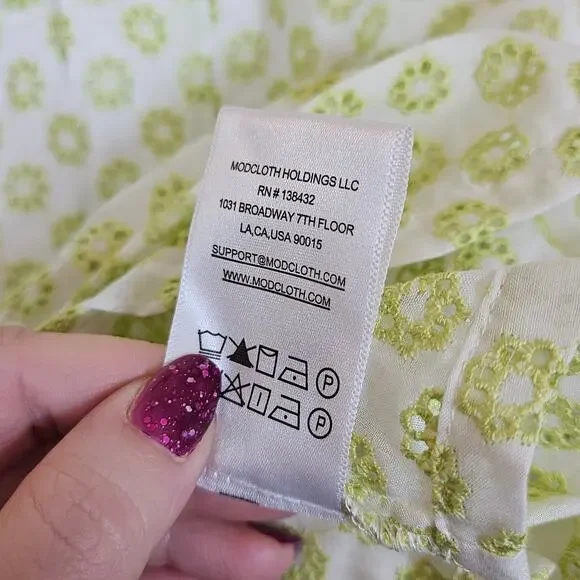 MODCLOTH HOLDINGS LLC
RN# 138432
1031 BROADWAY 7TH FLOOR
LA,CA,USA 90015
SUPPORT@MODCLOTH.COM
WWW.MODCLOTH.COM
P
P